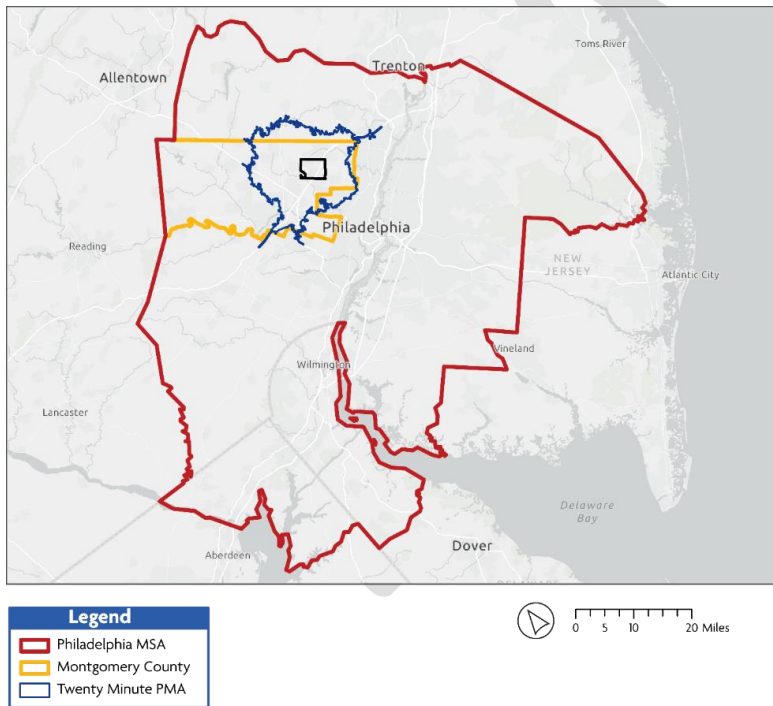 Toms River
Trenton
Allentown
Philadelphia
Reading
NEW
JERSEY
Atlantic City
Vineland
Wilmington
Lancaster
Delaware
Bay
Dover
Aberdeen
Legend
Philadelphia MSA
Montgomery County
Twenty Minute PMA
0 5 10 20 Miles